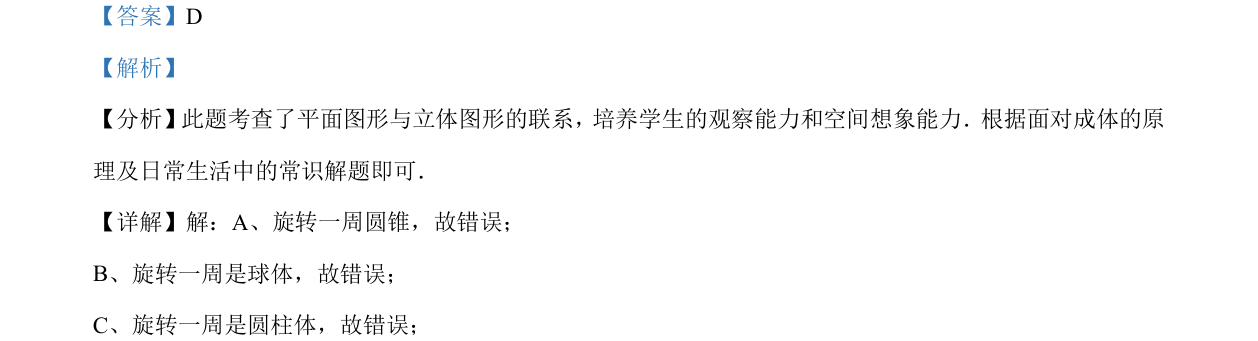 【答案】D
【解析】
【分析】此题考查了平面图形与立体图形的联系，培养学生的观察能力和空间想象能力．根据面对成体的原
理及日常生活中的常识解题即可．
【详解】解：A、旋转一周圆锥，故错误；
B、旋转一周是球体，故错误；
C、旋转一周是圆柱体，故错误；